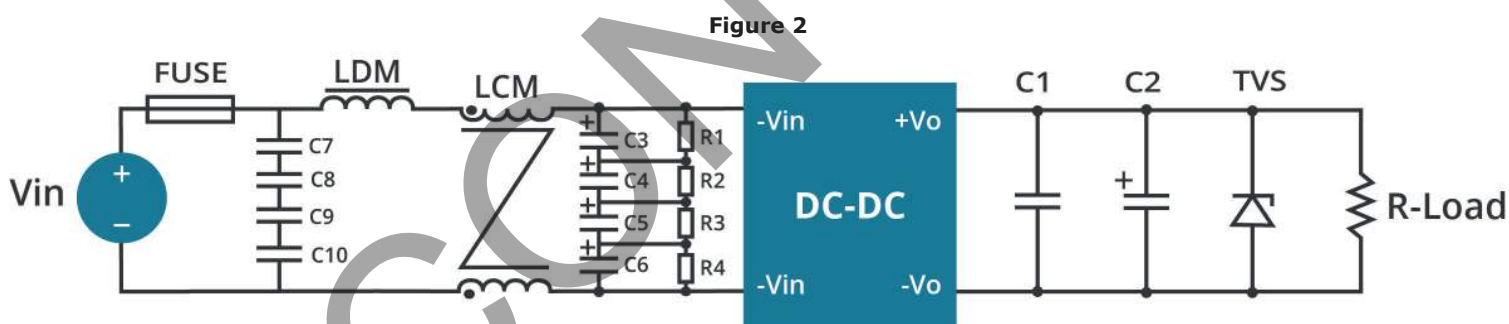 Figure 2
FUSE
LDM
LCM
C1
C2
TVS
C7
C8
C9
C10
+
C3
+
C4
+
C5
+
C6
R1
R2
R3
R4
-Vin
+Vo
Vin
+
−
DC-DC
+
R-Load
-Vin
-Vo
CON